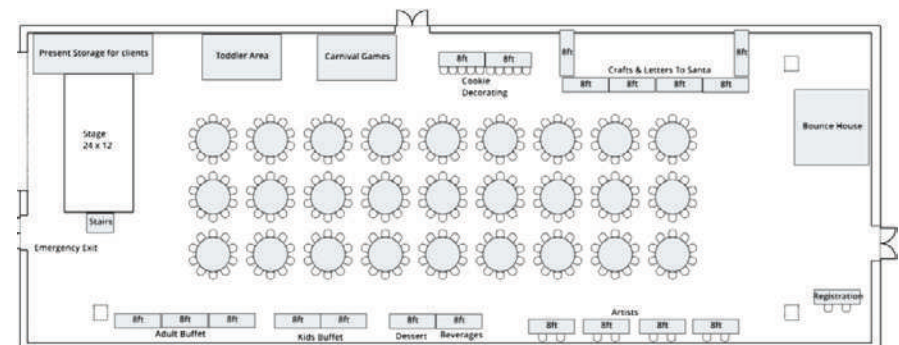 Present Storage for clients
Toddler Area
Carnival Games
8ft 8ft
Cookie
Decorating
8ft 8ft
Crafts & Letters To Santa
8ft 8ft 8ft 8ft
Bounce House
Stage
24 x 12
Stairs
Emergency Exit
Registration
8ft 8ft 8ft
Adult Buffet
8ft 8ft
Kids Buffet
8ft 8ft
Dessert Beverages
Artists
8ft 8ft 8ft 8ft